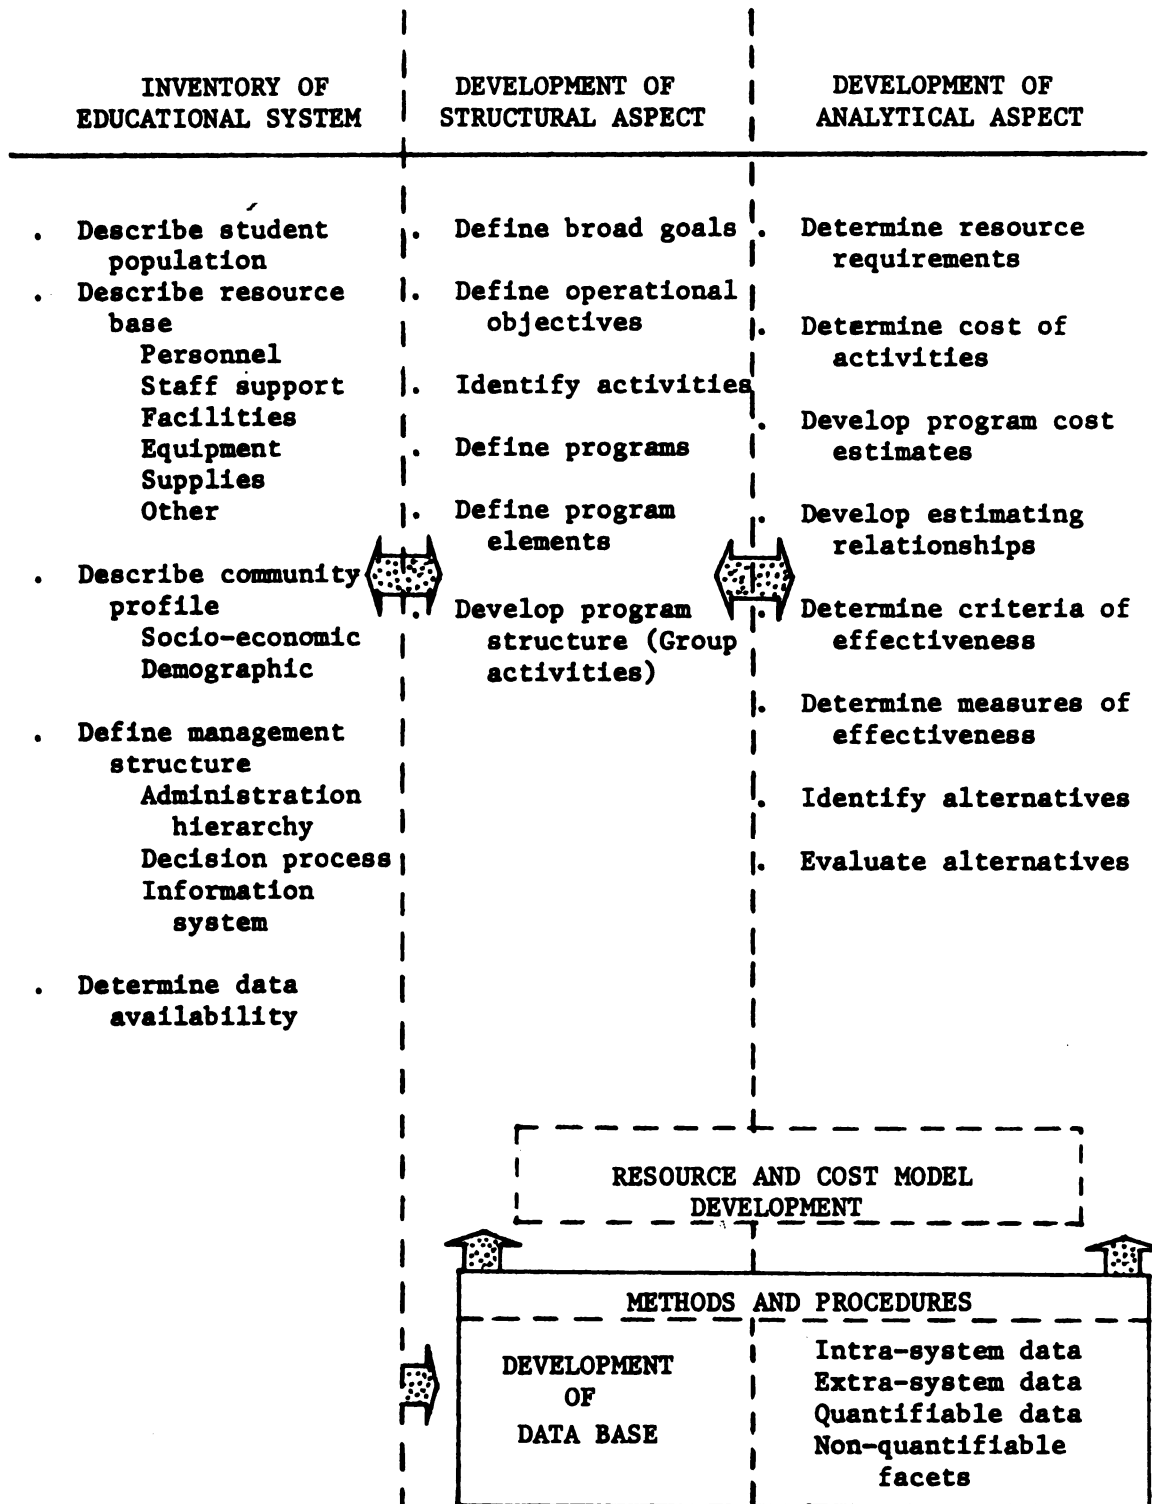 INVENTORY OF
EDUCATIONAL SYSTEM
. Describe student
population
. Describe resource
base
Personnel
Staff support
Facilities
Equipment
Supplies
Other
. Describe community
profile
Socio-economic
Demographic
. Define management
structure
Administration
hierarchy
Decision process
Information
system
. Determine data
availability
DEVELOPMENT OF
STRUCTURAL ASPECT
. Define broad goals
. Define operational
objectives
. Identify activities
. Define programs
. Define program
elements
. Develop program
structure (Group
activities)
DEVELOPMENT OF
ANALYTICAL ASPECT
. Determine resource
requirements
. Determine cost of
activities
. Develop program cost
estimates
. Develop estimating
relationships
. Determine criteria of
effectiveness
. Determine measures of
effectiveness
. Identify alternatives
. Evaluate alternatives
RESOURCE AND COST MODEL
DEVELOPMENT
METHODS AND PROCEDURES
DEVELOPMENT
OF
DATA BASE
Intra-system data
Extra-system data
Quantifiable data
Non-quantifiable
facets